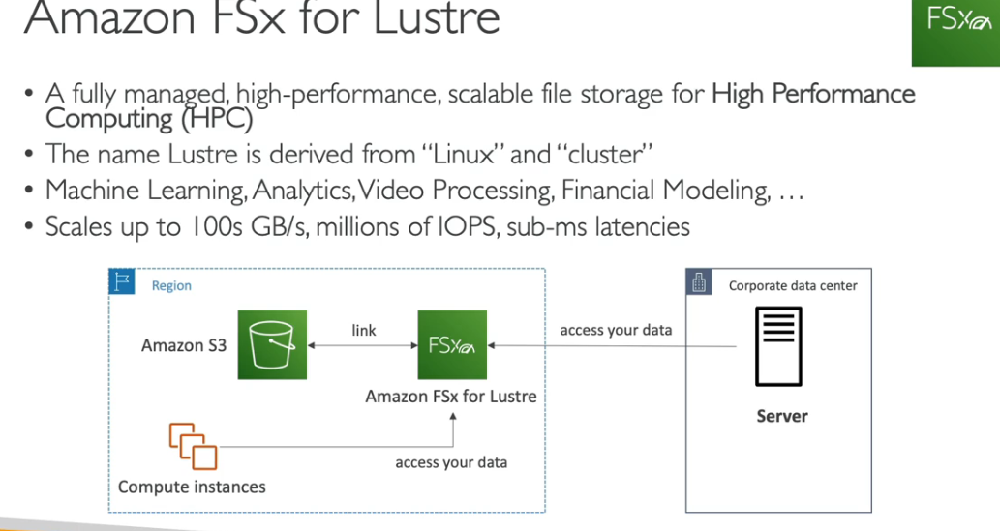 Amazon FSx for Lustre
FSx
• A fully managed, high-performance, scalable file storage for High Performance
Computing (HPC)
• The name Lustre is derived from “Linux” and “cluster”
• Machine Learning, Analytics, Video Processing, Financial Modeling, …
• Scales up to 100s GB/s, millions of IOPS, sub-ms latencies
Region
Corporate data center
link
access your data
Amazon S3
FSx
Amazon FSx for Lustre
Server
access your data
Compute instances